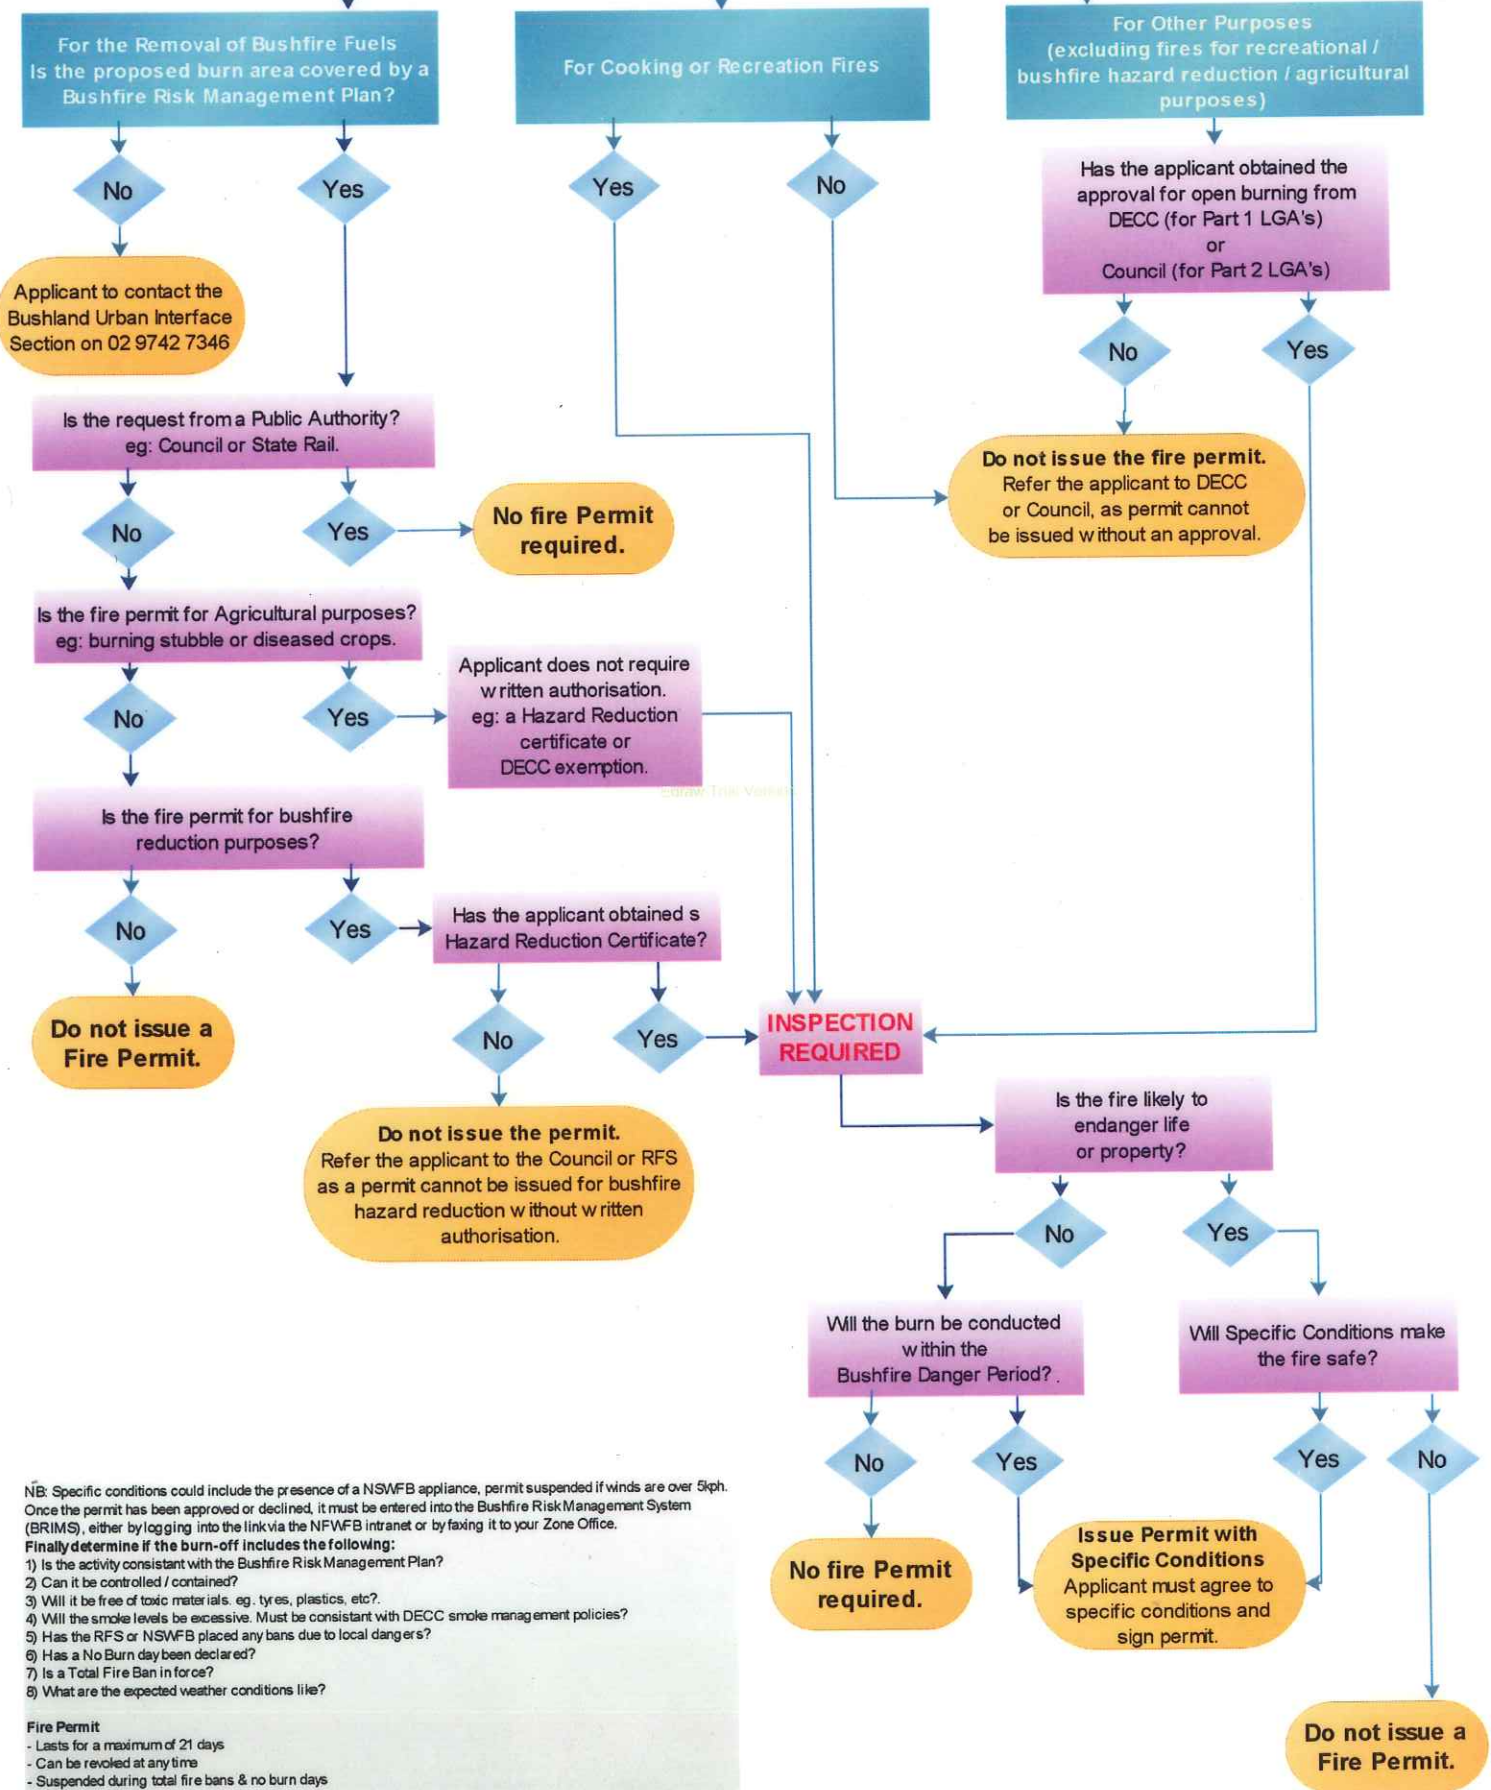 For the Removal of Bushfire Fuels
Is the proposed burn area covered by a
Bushfire Risk Management Plan?
No
Yes
Applicant to contact the
Bushland Urban Interface
Section on 02 9742 7346
Is the request from a Public Authority?
eg: Council or State Rail.
No
Yes
No fire Permit
required.
Is the fire permit for Agricultural purposes?
eg: burning stubble or diseased crops.
No
Yes
Applicant does not require
written authorisation.
eg: a Hazard Reduction
certificate or
DECC exemption.
Is the fire permit for bushfire
reduction purposes?
No
Yes
Do not issue a
Fire Permit.
Has the applicant obtained s
Hazard Reduction Certificate?
No
Yes
Do not issue the permit.
Refer the applicant to the Council or RFS
as a permit cannot be issued for bushfire
hazard reduction without written
authorisation.
For Cooking or Recreation Fires
Yes
No
For Other Purposes
(excluding fires for recreational /
bushfire hazard reduction / agricultural
purposes)
Has the applicant obtained the
approval for open burning from
DECC (for Part 1 LGA's)
or
Council (for Part 2 LGA's)
No
Yes
Do not issue the fire permit.
Refer the applicant to DECC
or Council, as permit cannot
be issued without an approval.
INSPECTION
REQUIRED
Is the fire likely to
endanger life
or property?
No
Yes
Will the burn be conducted
within the
Bushfire Danger Period?.
No
Yes
Will Specific Conditions make
the fire safe?
Yes
No
No fire Permit
required.
Issue Permit with
Specific Conditions
Applicant must agree to
specific conditions and
sign permit.
Do not issue a
Fire Permit.
NB: Specific conditions could include the presence of a NSWFB appliance, permit suspended if winds are over 5kph.
Once the permit has been approved or declined, it must be entered into the Bushfire Risk Management System
(BRIMS), either by logging into the link via the NFWFB intranet or by faxing it to your Zone Office.
Finally determine if the burn-off includes the following:
1) Is the activity consistant with the Bushfire Risk Management Plan?
2) Can it be controlled / contained?
3) Will it be free of toxic materials. eg. tyres, plastics, etc?.
4) Will the smoke levels be excessive. Must be consistant with DECC smoke management policies?
5) Has the RFS or NSWFB placed any bans due to local dangers?
6) Has a No Burn day been declared?
7) Is a Total Fire Ban in force?
8) What are the expected weather conditions like?
Fire Permit
- Lasts for a maximum of 21 days
- Can be revoked at any time
- Suspended during total fire bans & no burn days